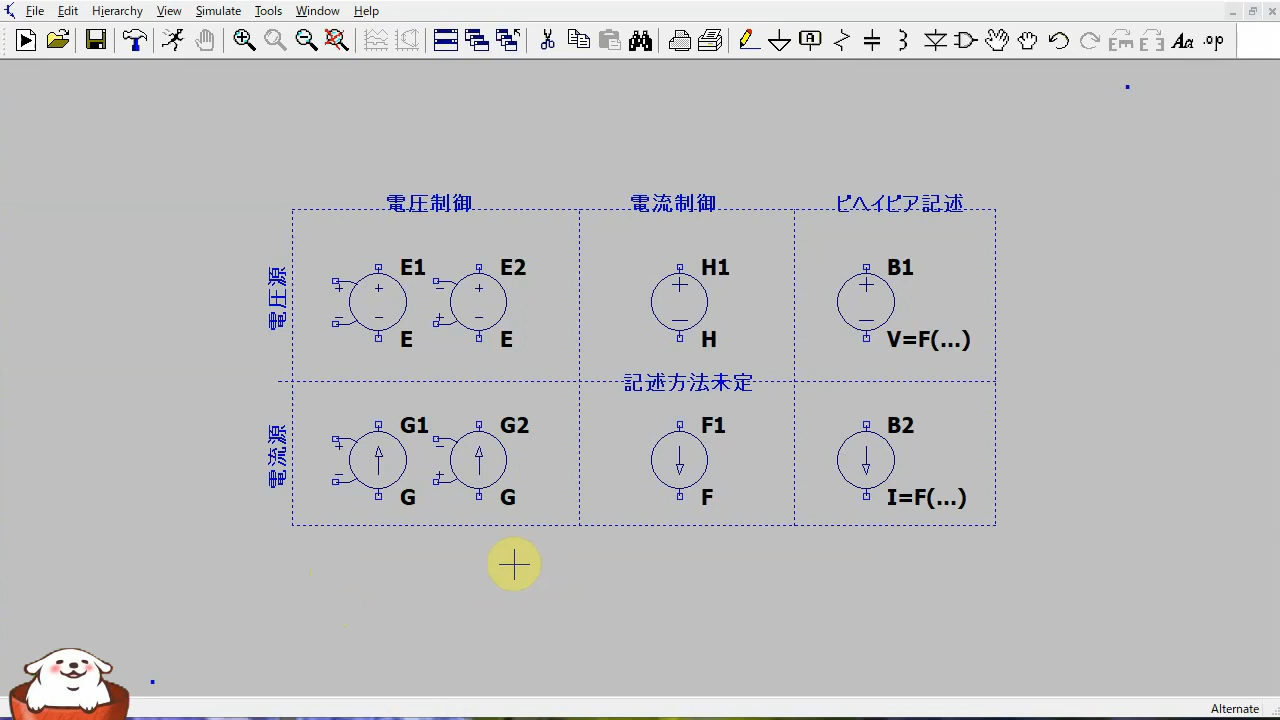 File Edit Hierarchy View Simulate Tools Window Help
Aa .op
電圧制御 電流制御 ビヘイビア記述
電圧源
E1 E2 H1 B1
E E H V=F(...)
記述方法未定
電流源
G1 G2 F1 B2
G G F I=F(...)
Alternate